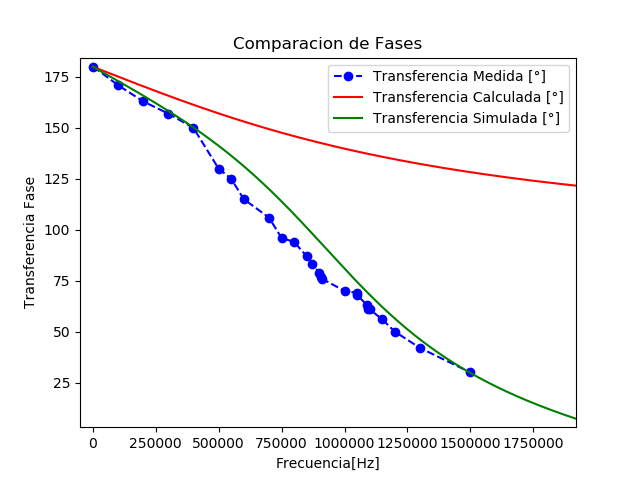 Comparacion de Fases
Transferencia Medida [°]
Transferencia Calculada [°]
Transferencia Simulada [°]
Transferencia Fase
175
150
125
100
75
50
25
0 250000 500000 750000 1000000 1250000 1500000 1750000
Frecuencia[Hz]